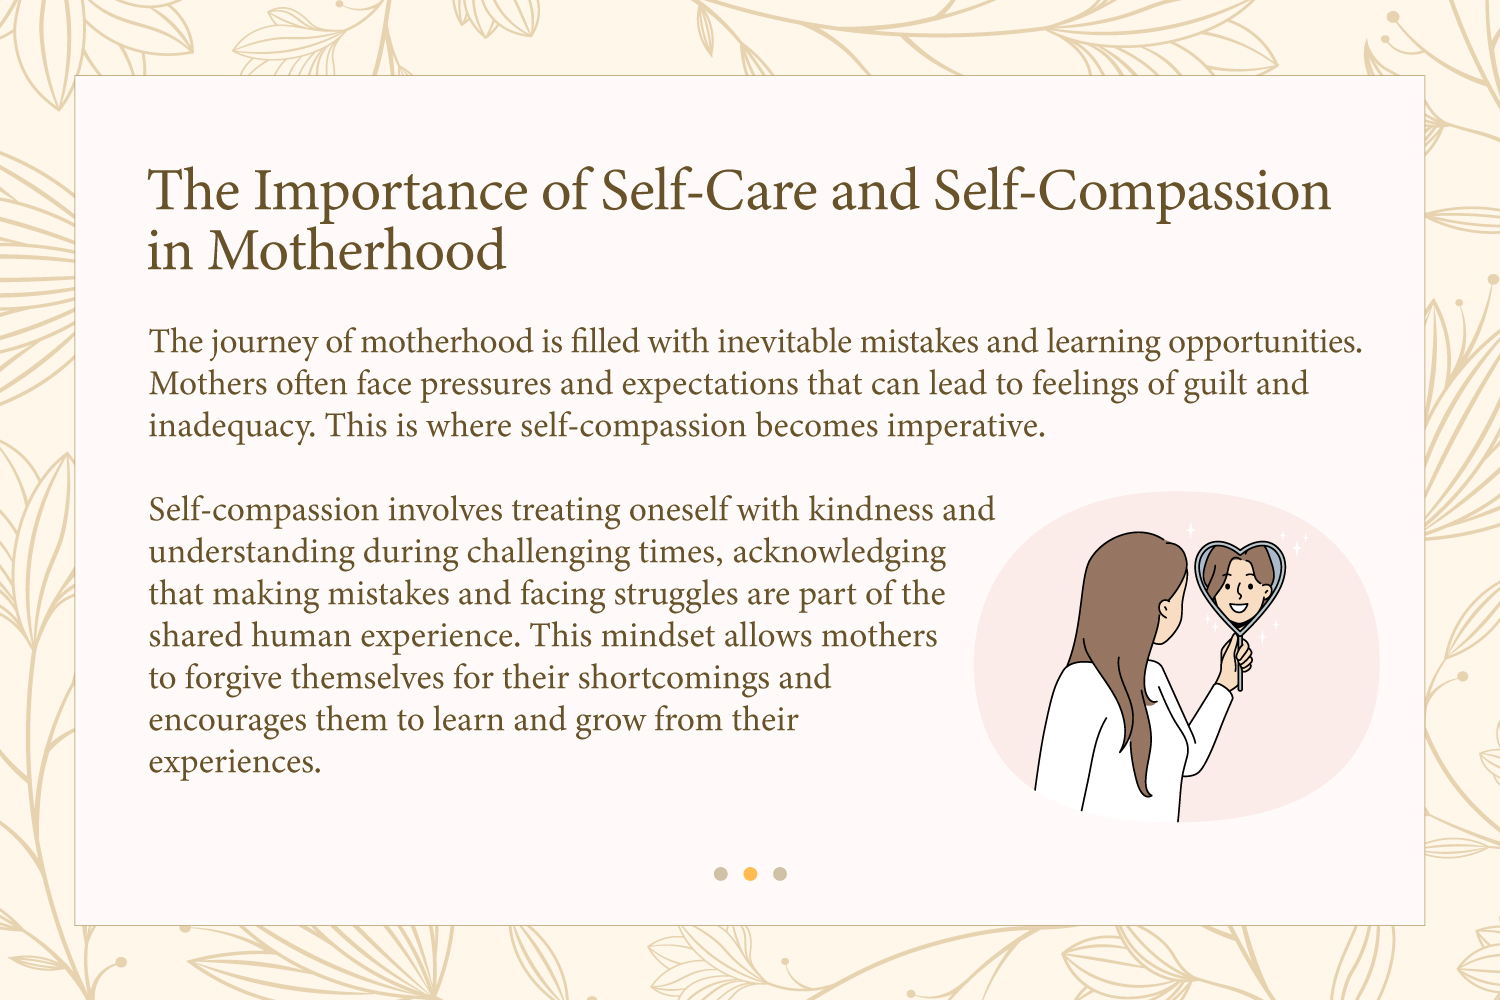 The Importance of Self-Care and Self-Compassion
in Motherhood
The journey of motherhood is filled with inevitable mistakes and learning opportunities.
Mothers often face pressures and expectations that can lead to feelings of guilt and
inadequacy. This is where self-compassion becomes imperative.
Self-compassion involves treating oneself with kindness and
understanding during challenging times, acknowledging
that making mistakes and facing struggles are part of the
shared human experience. This mindset allows mothers
to forgive themselves for their shortcomings and
encourages them to learn and grow from their
experiences.